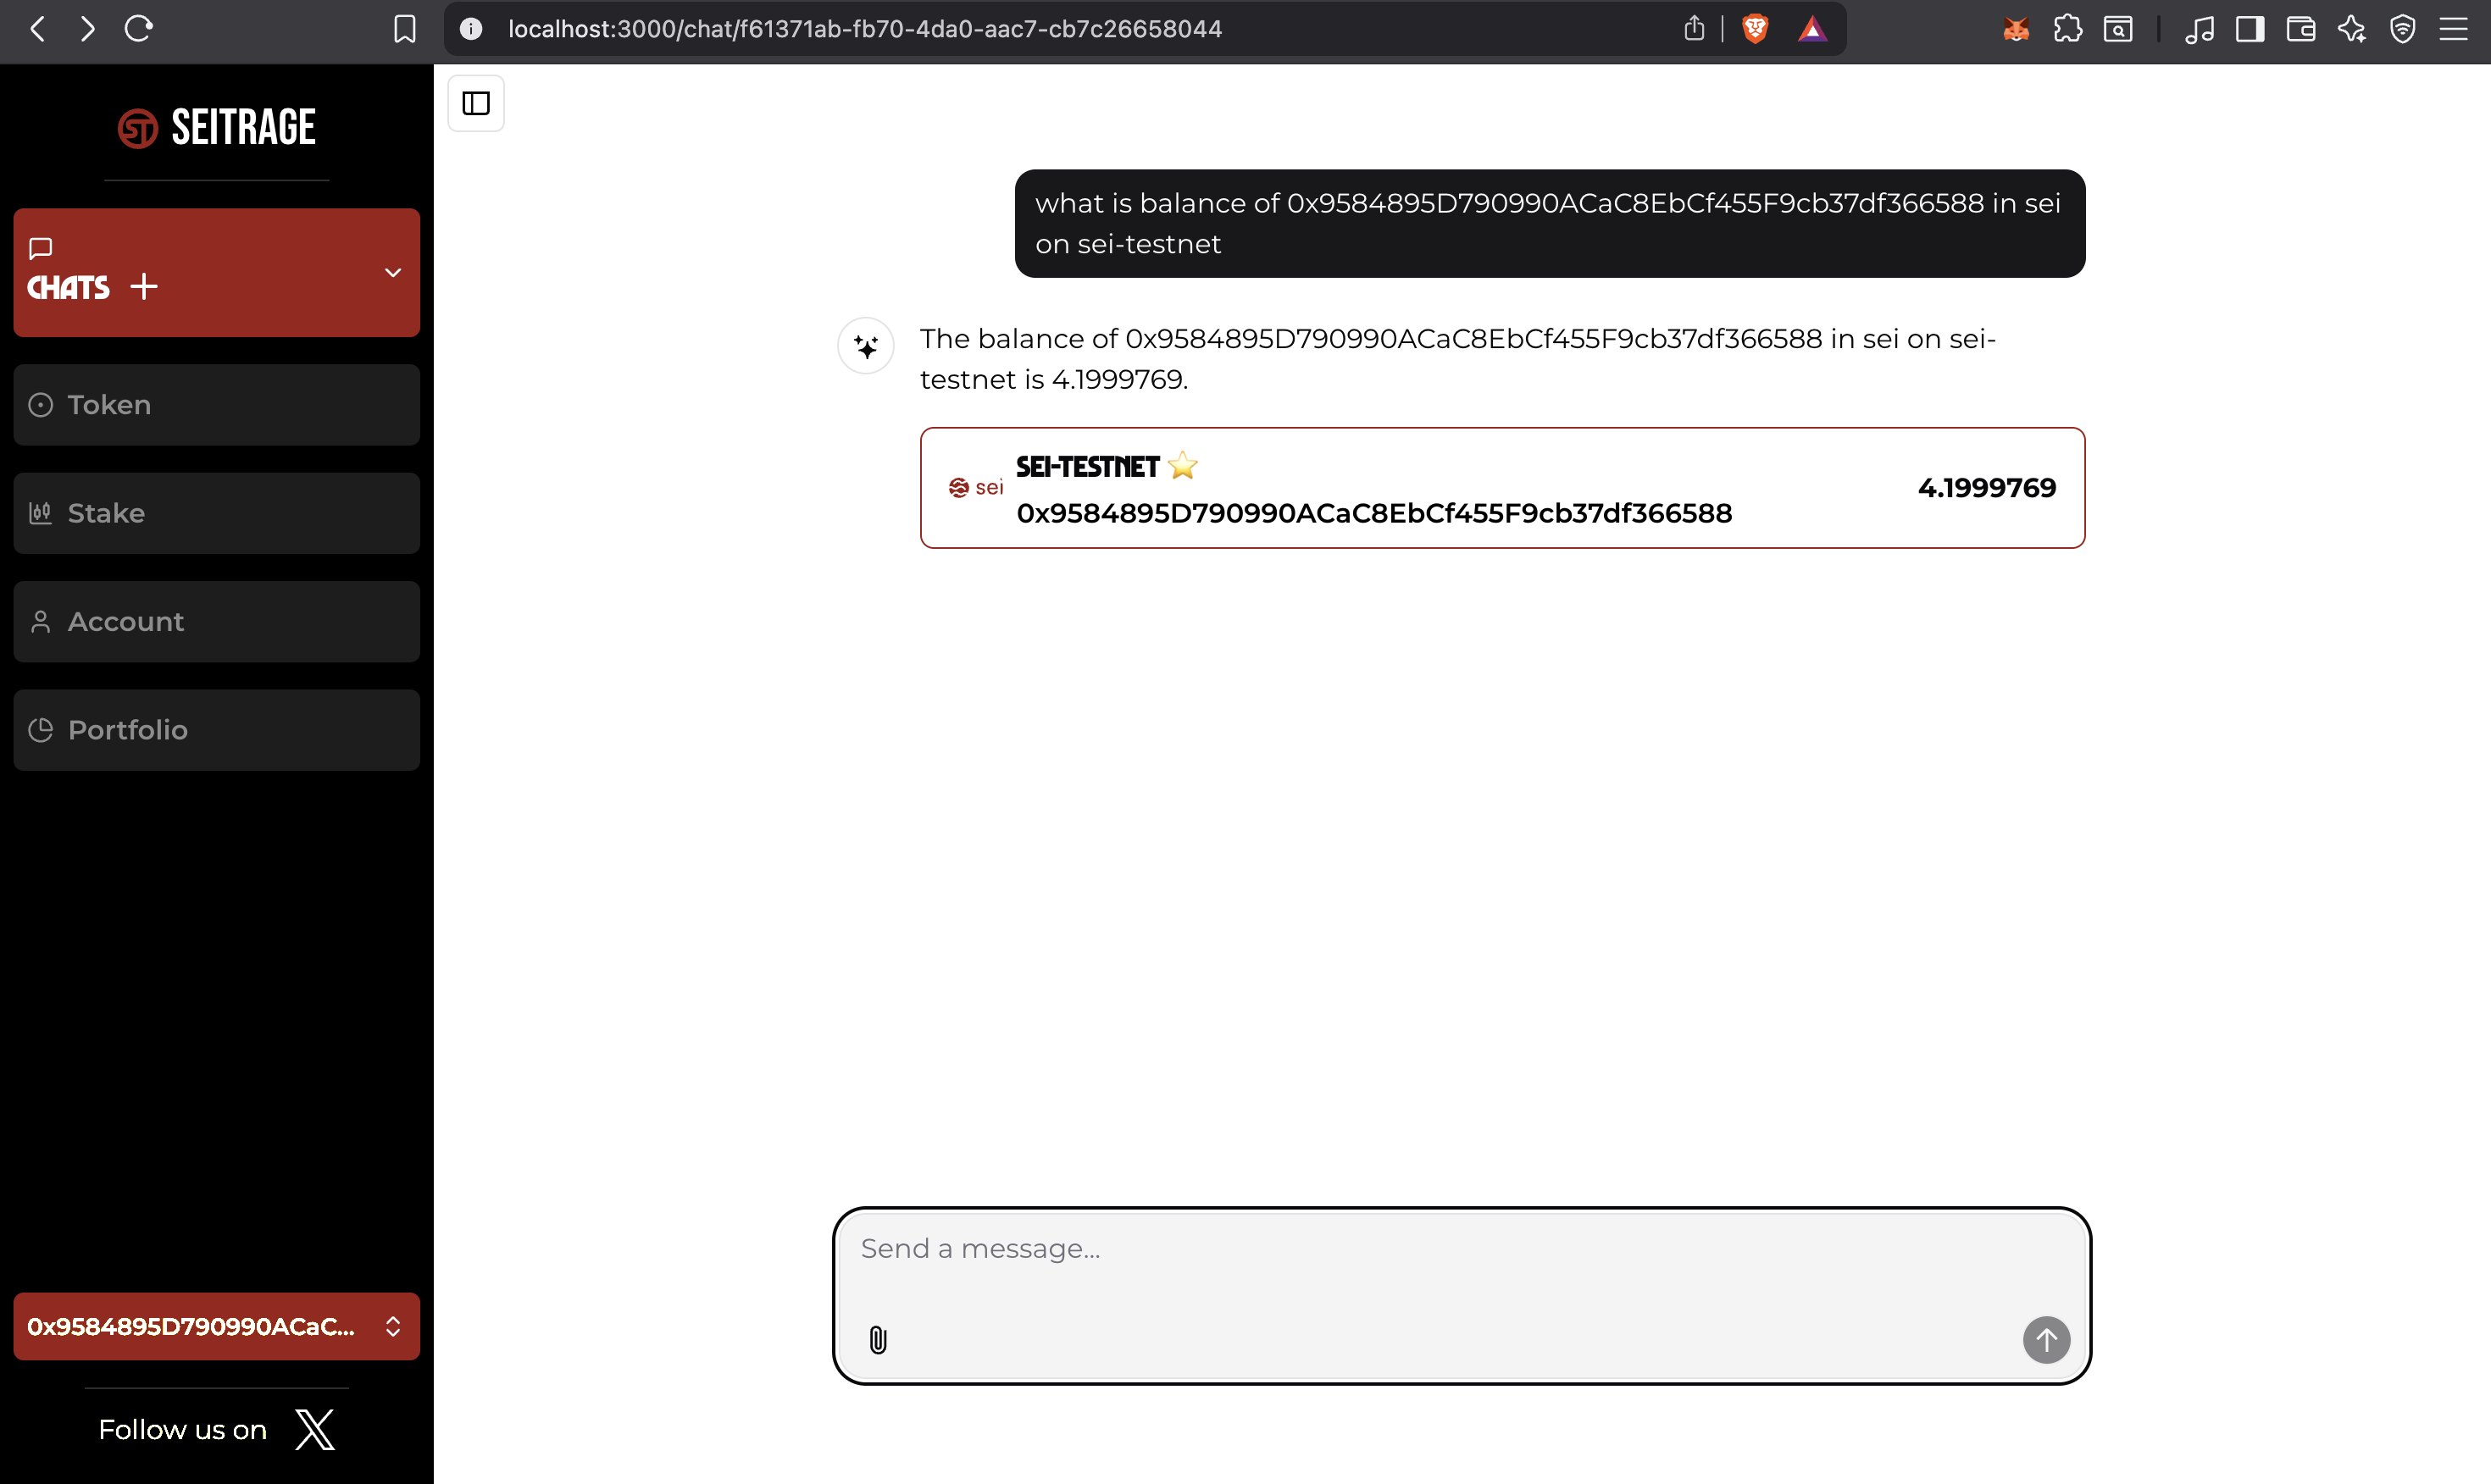 localhost:3000/chat/f61371ab-fb70-4da0-aac7-cb7c26658044
ST SEITRAGE
CHATS +
Token
Stake
Account
Portfolio
0x9584895D790990ACaC...
Follow us on X
what is balance of 0x9584895D790990ACaC8EbCf455F9cb37df366588 in sei
on sei-testnet
The balance of 0x9584895D790990ACaC8EbCf455F9cb37df366588 in sei on sei-
testnet is 4.1999769.
sei
SEI-TESTNET ⭐
0x9584895D790990ACaC8EbCf455F9cb37df366588
4.1999769
Send a message...